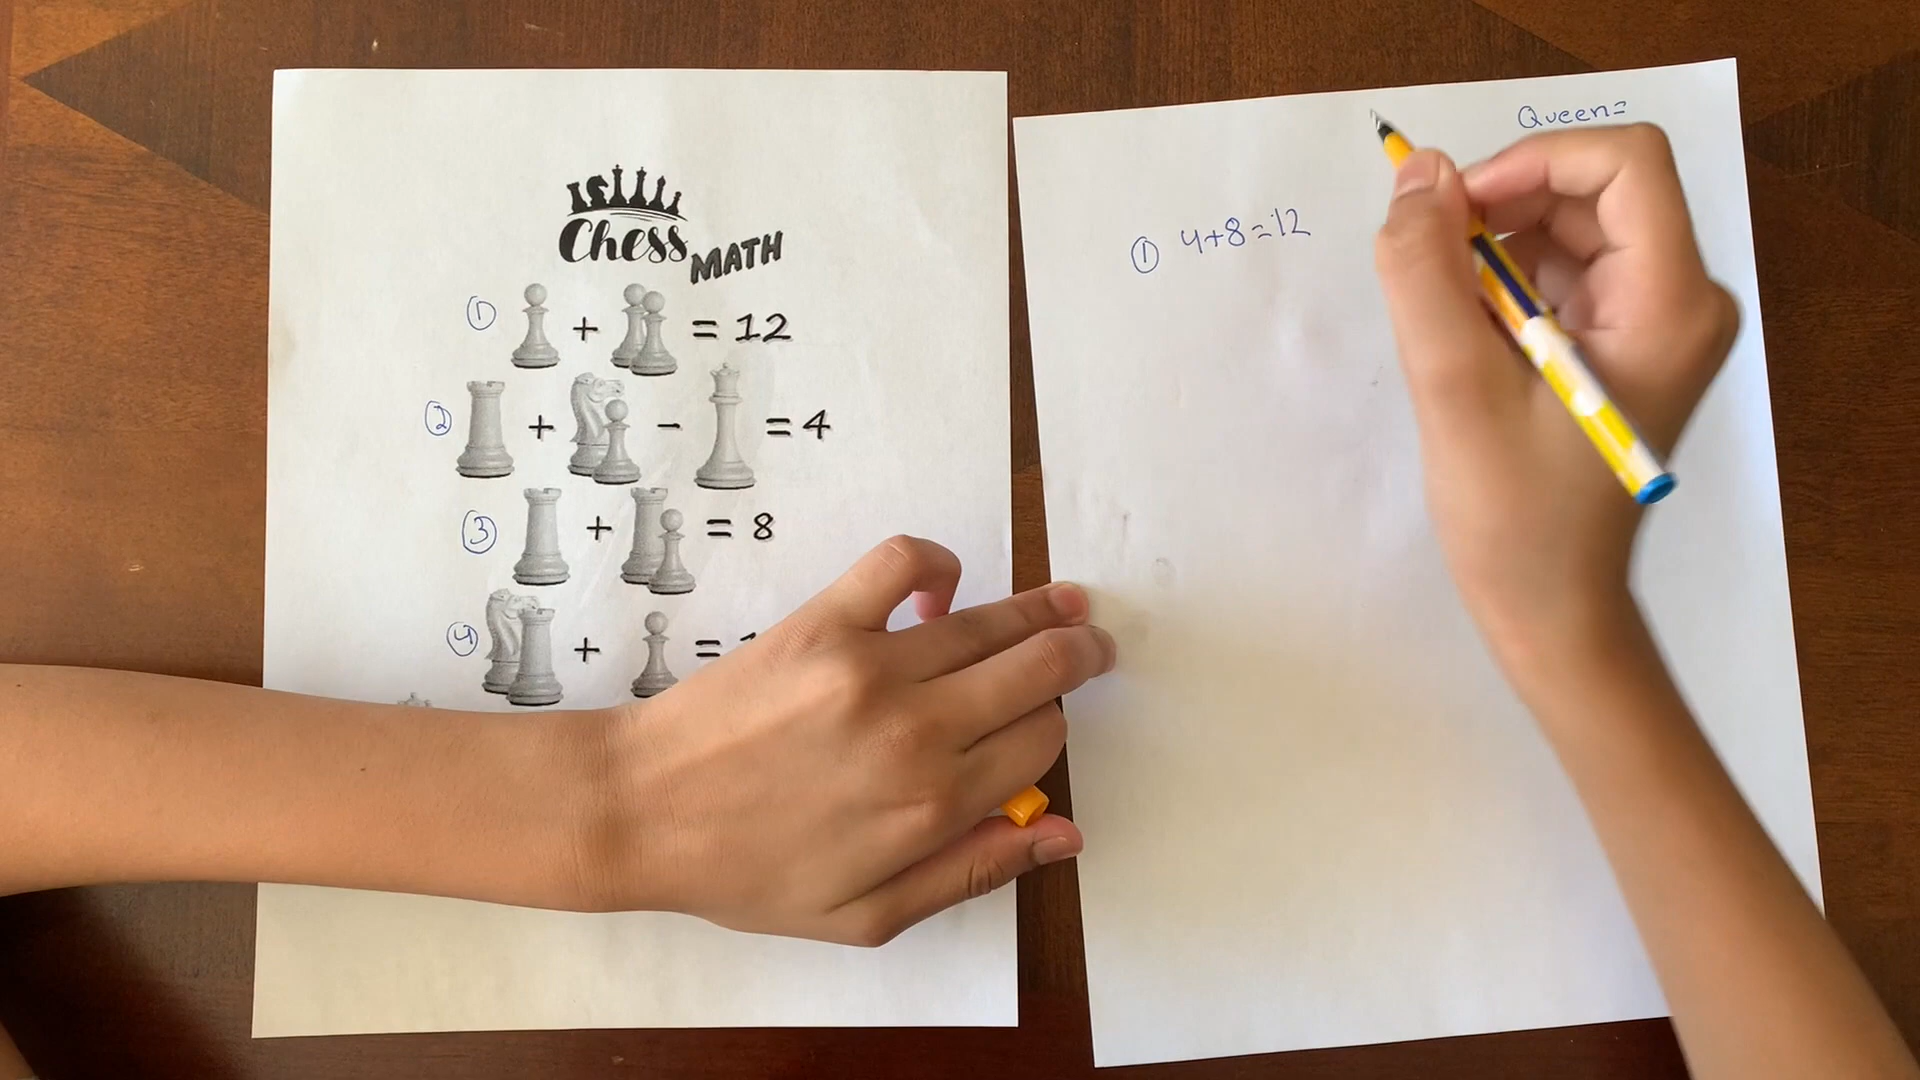 Chess MATH
① + = 12
② + - = 4
③ + = 8
④ + =
Queen=
① 4+8=12